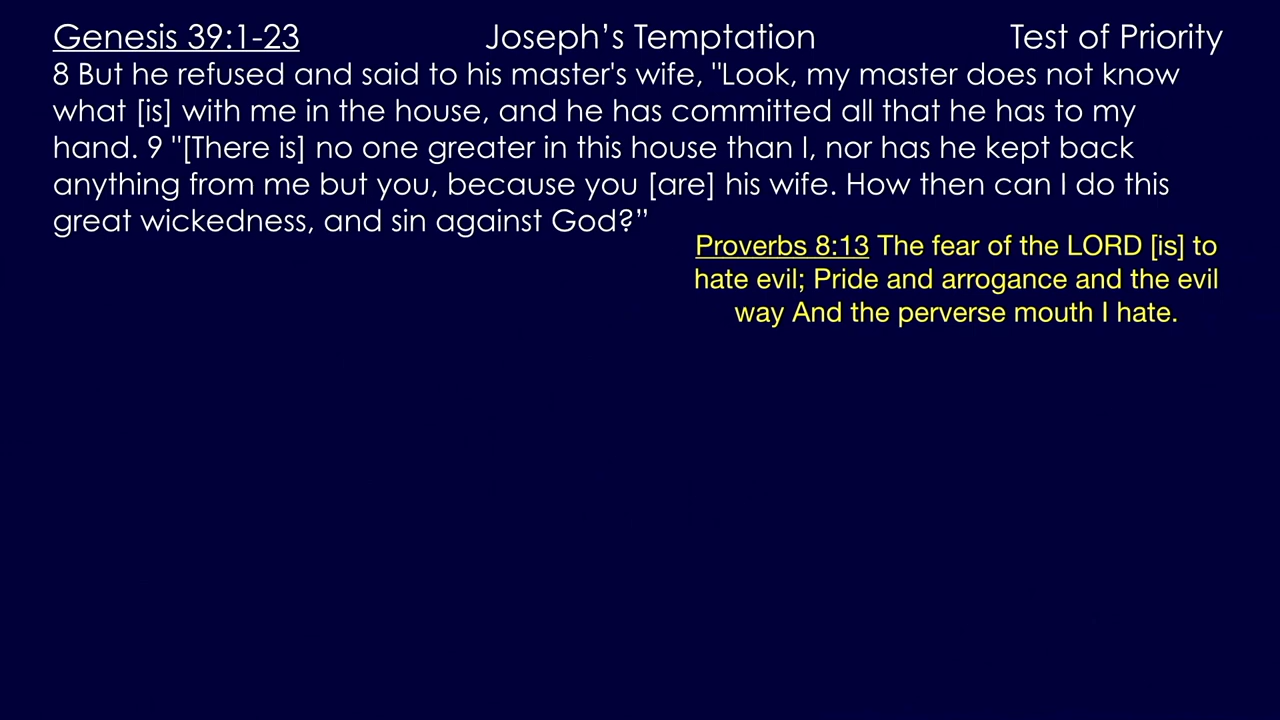 Genesis 39:1-23 Joseph’s Temptation Test of Priority
8 But he refused and said to his master's wife, "Look, my master does not know
what [is] with me in the house, and he has committed all that he has to my
hand. 9 "[There is] no one greater in this house than I, nor has he kept back
anything from me but you, because you [are] his wife. How then can I do this
great wickedness, and sin against God?”
Proverbs 8:13 The fear of the LORD [is] to
hate evil; Pride and arrogance and the evil
way And the perverse mouth I hate.